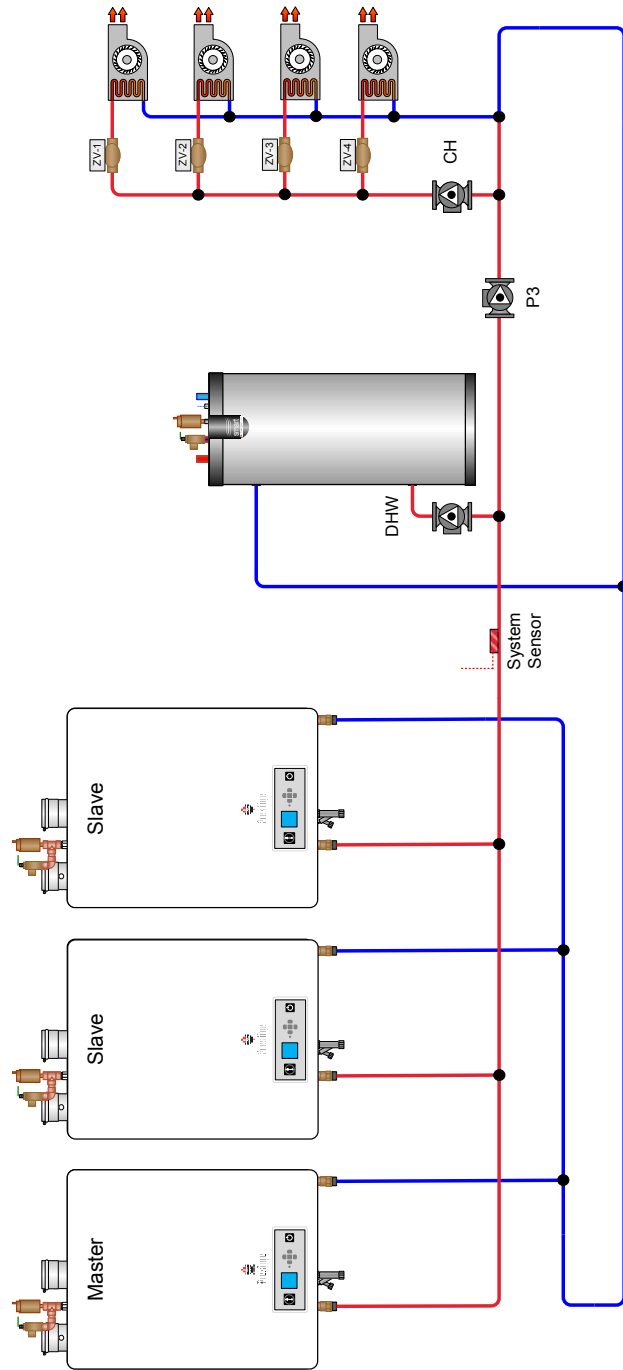 Master
Slave
Slave
System
Sensor
DHW
P3
CH
ZV-1
ZV-2
ZV-3
ZV-4